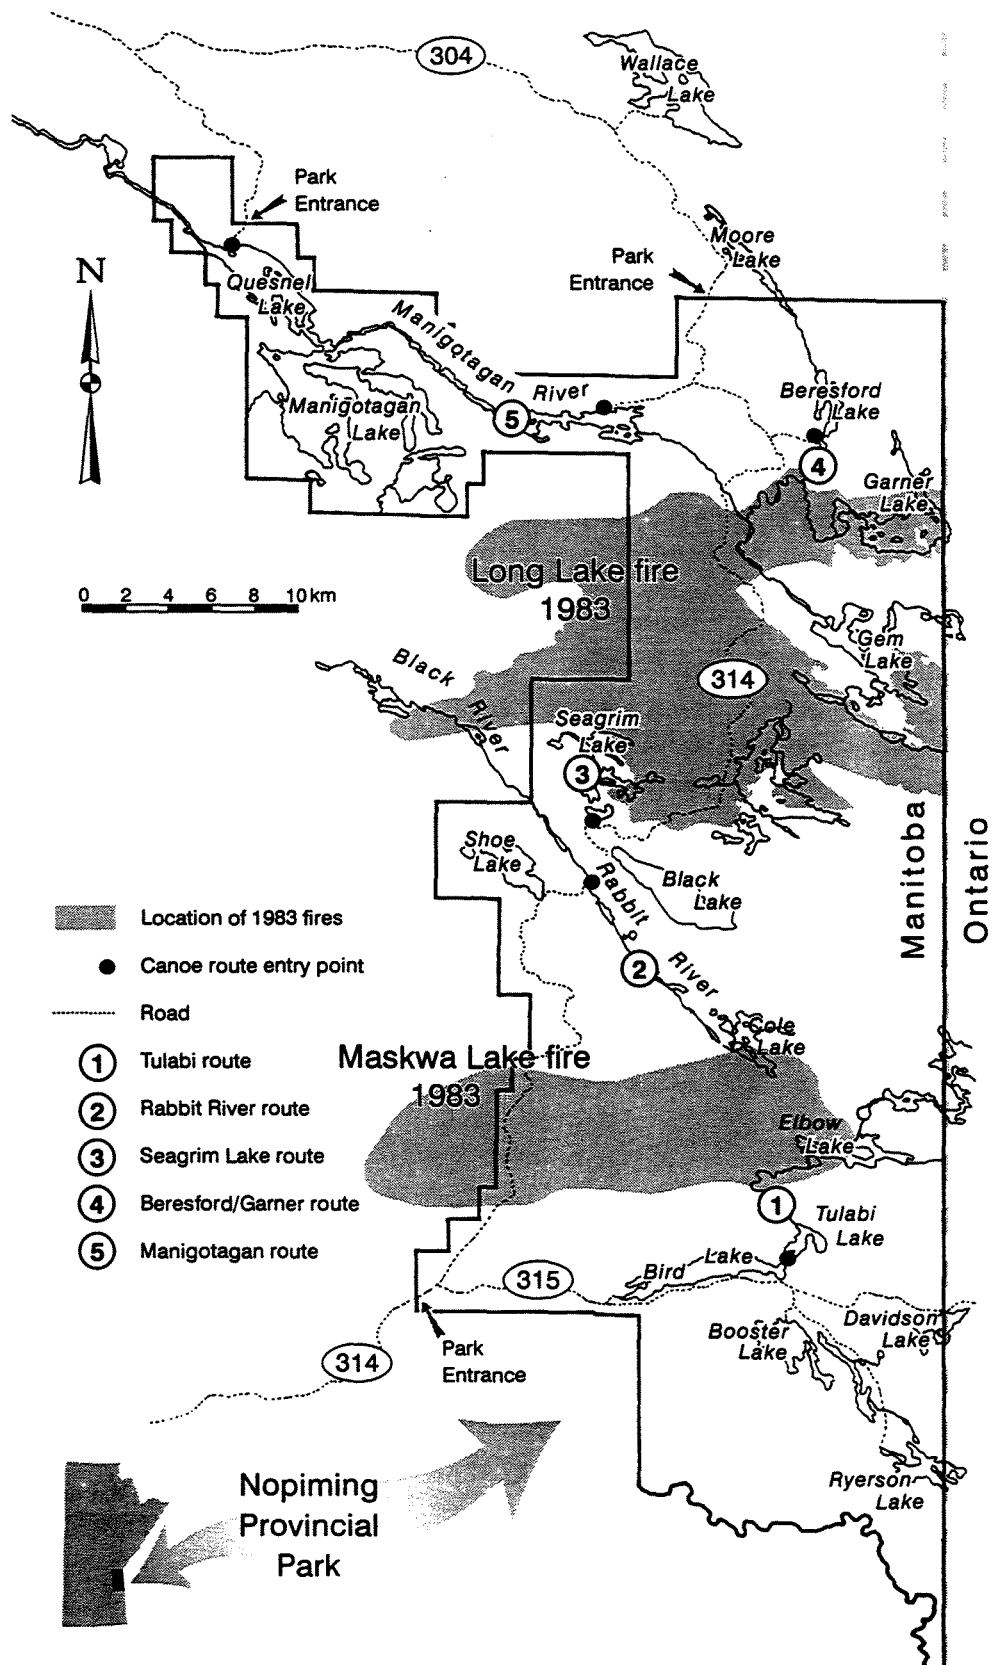 304
Wallace
Lake
Park
Entrance
Moore
Lake
Park
Entrance
N
Quesnel
Lake
Manigotagan
River
Beresford
Lake
Manigotagan
Lake
5
4
Garner
Lake
0 2 4 6 8 10 km
Long Lake fire
1983
Gem
Lake
Black
River
314
Seagrim
Lake
3
Manitoba
Ontario
Shoe
Lake
Rabbit
River
Black
Lake
Location of 1983 fires
Canoe route entry point
2
Road
Cole
Lake
1 Tulabi route
2 Rabbit River route
3 Seagrim Lake route
4 Beresford/Garner route
5 Manigotagan route
Maskwa Lake fire
1983
Elbow
Lake
1
Tulabi
Lake
Bird Lake
315
Booster
Lake
Davidson
Lake
Park
Entrance
314
Nopiming
Provincial
Park
Ryerson
Lake